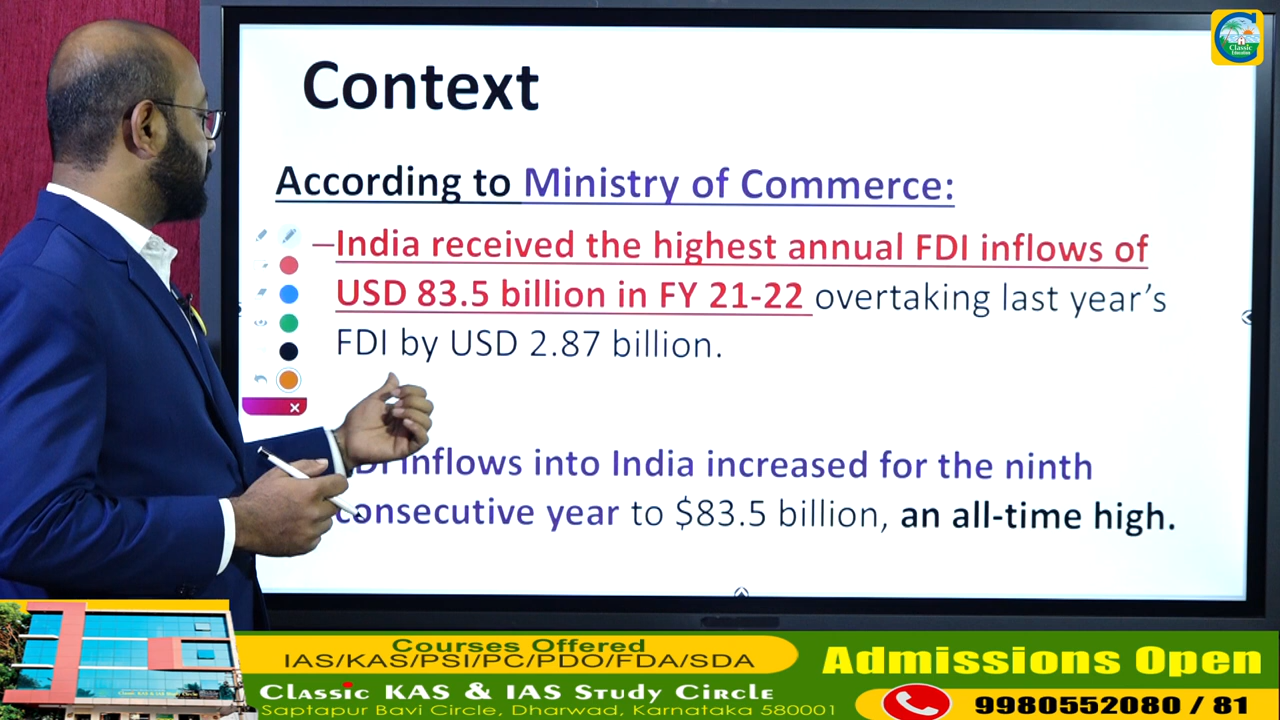 Classic
Education
Context
According to Ministry of Commerce:
–India received the highest annual FDI inflows of
USD 83.5 billion in FY 21-22 overtaking last year’s
FDI by USD 2.87 billion.
inflows into India increased for the ninth
consecutive year to $83.5 billion, an all-time high.
Courses Offered
IAS/KAS/PSI/PC/PDO/FDA/SDA
Classic KAS & IAS Study Circle
Saptapur Bavi Circle, Dharwad, Karnataka 580001
Admissions Open
9980552080 / 81